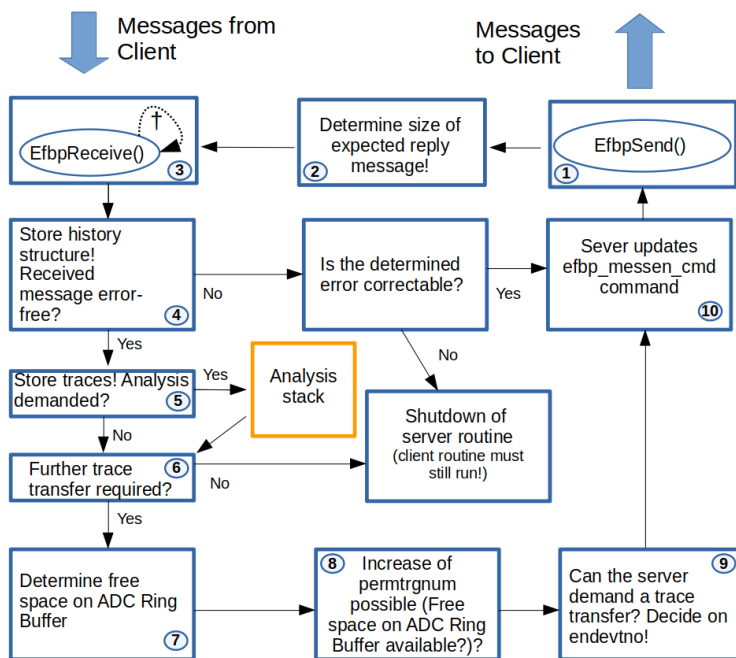 Messages from
Client
Messages
to Client
†
EfbpReceive()
3
Determine size of
expected reply
message!
2
EfbpSend()
1
Store history
structure!
Received
message error-
free?
4
No
Is the determined
error correctable?
Yes
Sever updates
efbp_messen_cmd
command
10
Yes
No
Store traces! Analysis
demanded?
5
Yes
Analysis
stack
No
Shutdown of
server routine
(client routine must
still run!)
Further trace
transfer required?
6
No
Yes
Determine free
space on ADC Ring
Buffer
7
8
Increase of
permtrgnum
possible (Free
space on ADC Ring
Buffer available?)?
9
Can the server
demand a trace
transfer? Decide on
endevtno!